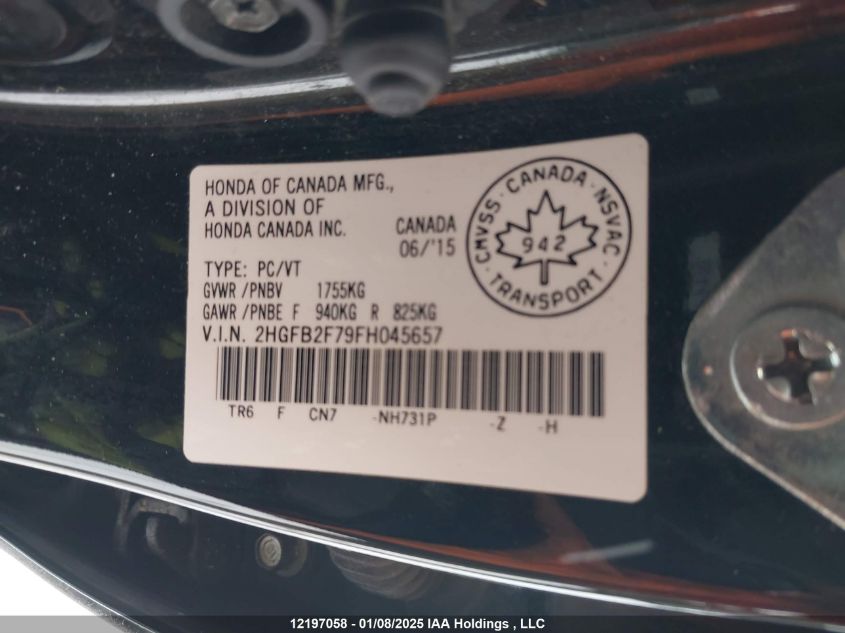 HONDA OF CANADA MFG.,
A DIVISION OF
HONDA CANADA INC.
CANADA
06/'15
TYPE: PC/VT
GVWR /PNBV 1755KG
GAWR /PNBE F 940KG R 825KG
V.I.N. 2HGFB2F79FH045657
TR6 F CN7 -NH731P -Z -H
CMVSS · CANADA · NSVAC
942
· TRANSPORT ·
12197058 - 01/08/2025 IAA Holdings , LLC